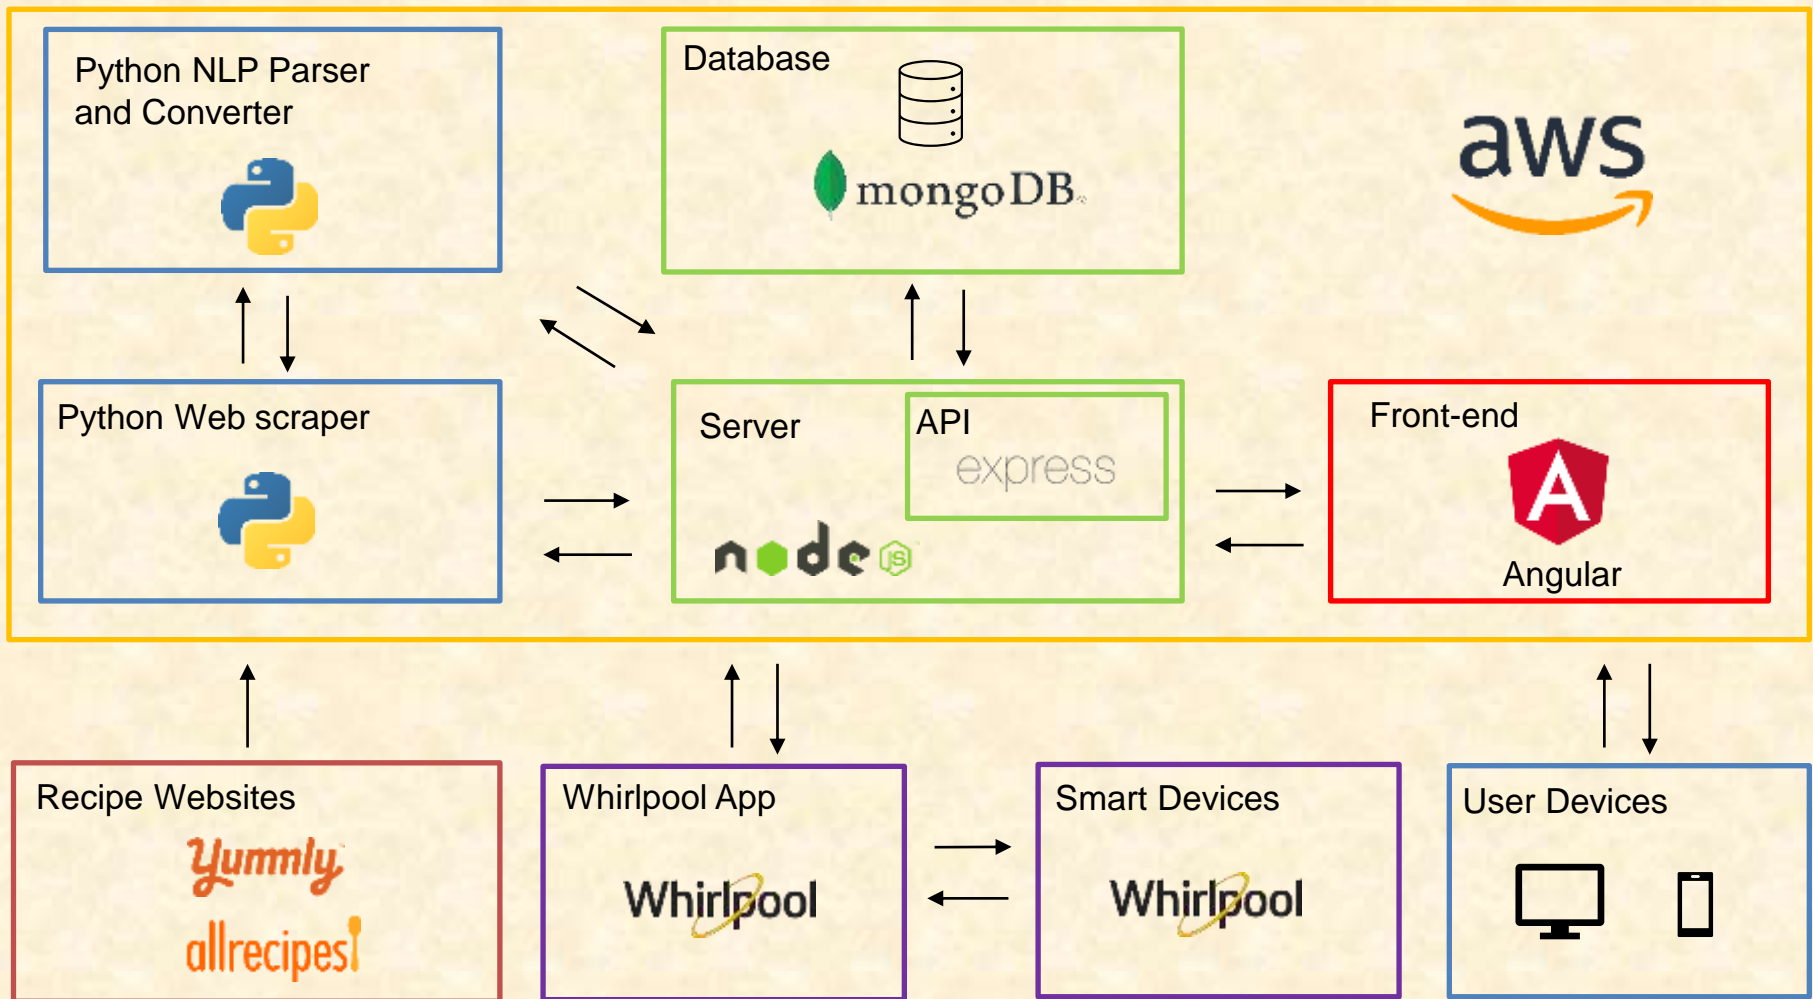 Python NLP Parser
and Converter
Database
mongoDB
aws
Python Web scraper
Server
API
express
node
JS
Front-end
A
Angular
Recipe Websites
Yummly
allrecipes
Whirlpool App
Whirlpool
Smart Devices
Whirlpool
User Devices